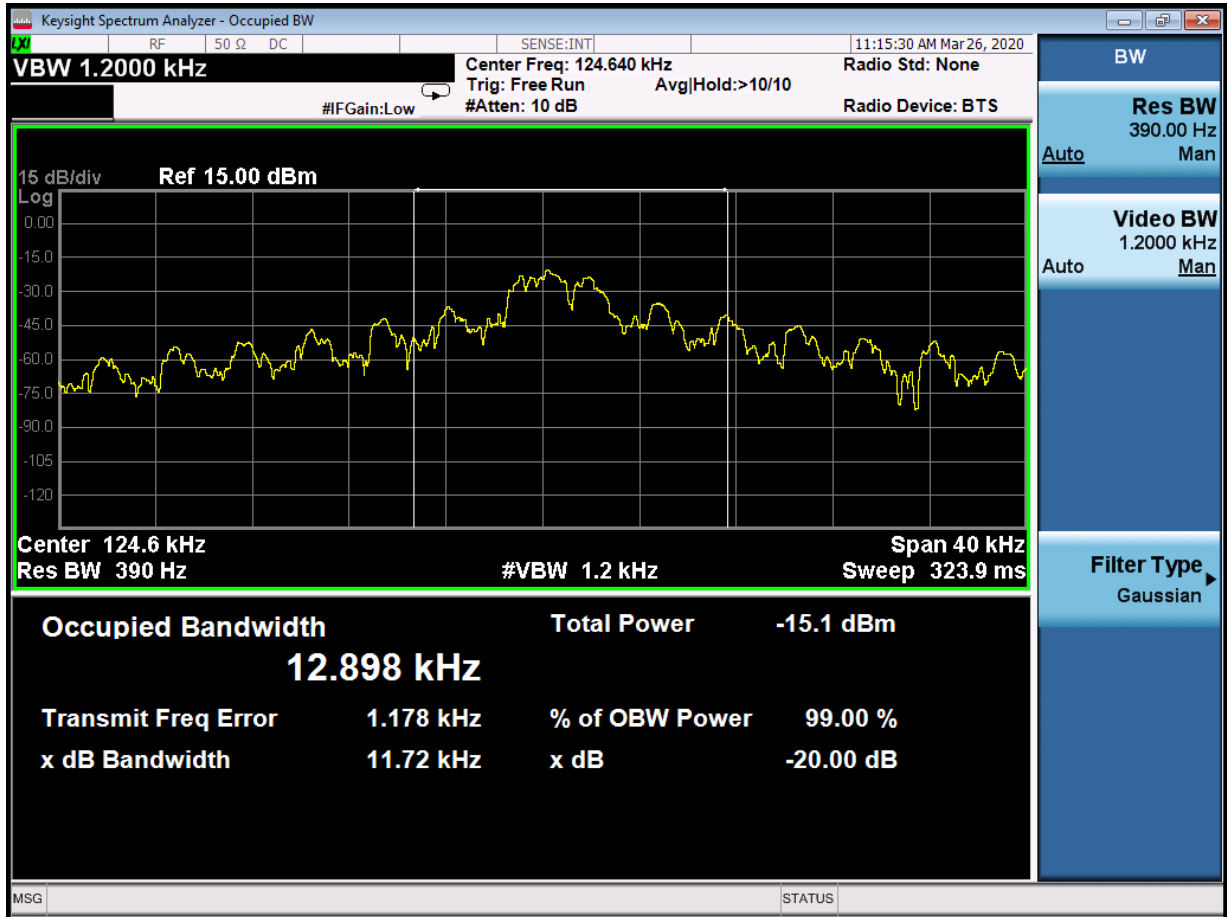 Keysight Spectrum Analyzer - Occupied BW
LXI RF 50 Ω DC SENSE:INT 11:15:30 AM Mar 26, 2020
VBW 1.2000 kHz
Center Freq: 124.640 kHz Radio Std: None
Trig: Free Run Avg|Hold:>10/10
#IFGain:Low #Atten: 10 dB Radio Device: BTS
15 dB/div Ref 15.00 dBm
Log
0.00
-15.0
-30.0
-45.0
-60.0
-75.0
-90.0
-105
-120
Center 124.6 kHz Span 40 kHz
Res BW 390 Hz #VBW 1.2 kHz Sweep 323.9 ms
Occupied Bandwidth Total Power -15.1 dBm
12.898 kHz
Transmit Freq Error 1.178 kHz % of OBW Power 99.00 %
x dB Bandwidth 11.72 kHz x dB -20.00 dB
BW
Res BW
390.00 Hz
Auto Man
Video BW
1.2000 kHz
Auto Man
Filter Type
Gaussian
MSG STATUS